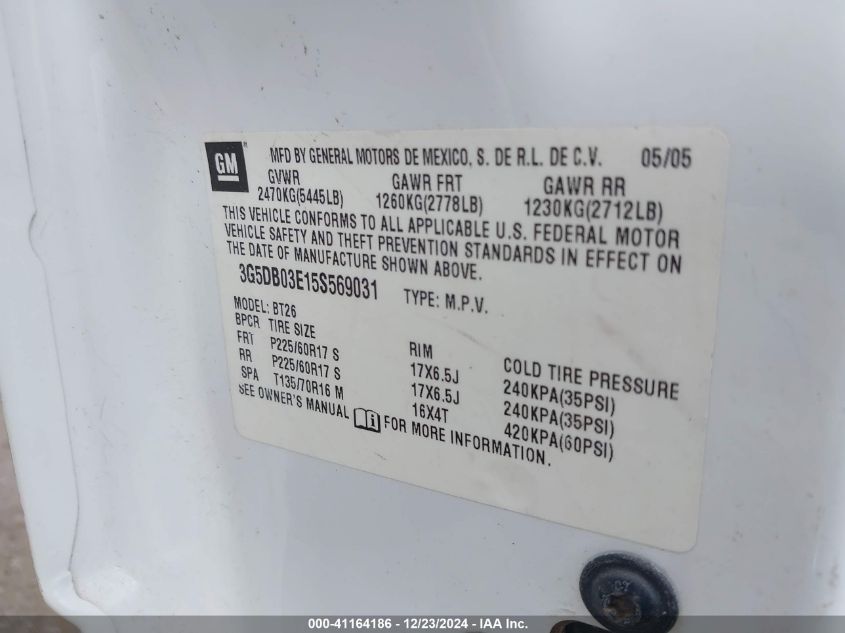 GM MFD BY GENERAL MOTORS DE MEXICO, S. DE R.L. DE C.V. 05/05
GVWR GAWR FRT GAWR RR
2470KG(5445LB) 1260KG(2778LB) 1230KG(2712LB)
THIS VEHICLE CONFORMS TO ALL APPLICABLE U.S. FEDERAL MOTOR
VEHICLE SAFETY AND THEFT PREVENTION STANDARDS IN EFFECT ON
THE DATE OF MANUFACTURE SHOWN ABOVE.
3G5DB03E15S569031 TYPE: M.P.V.
MODEL: BT26
BPCR TIRE SIZE RIM COLD TIRE PRESSURE
FRT P225/60R17 S 17X6.5J 240KPA(35PSI)
RR P225/60R17 S 17X6.5J 240KPA(35PSI)
SPA T135/70R16 M 16X4T 420KPA(60PSI)
SEE OWNER'S MANUAL FOR MORE INFORMATION.
000-41164186 - 12/23/2024 - IAA Inc.